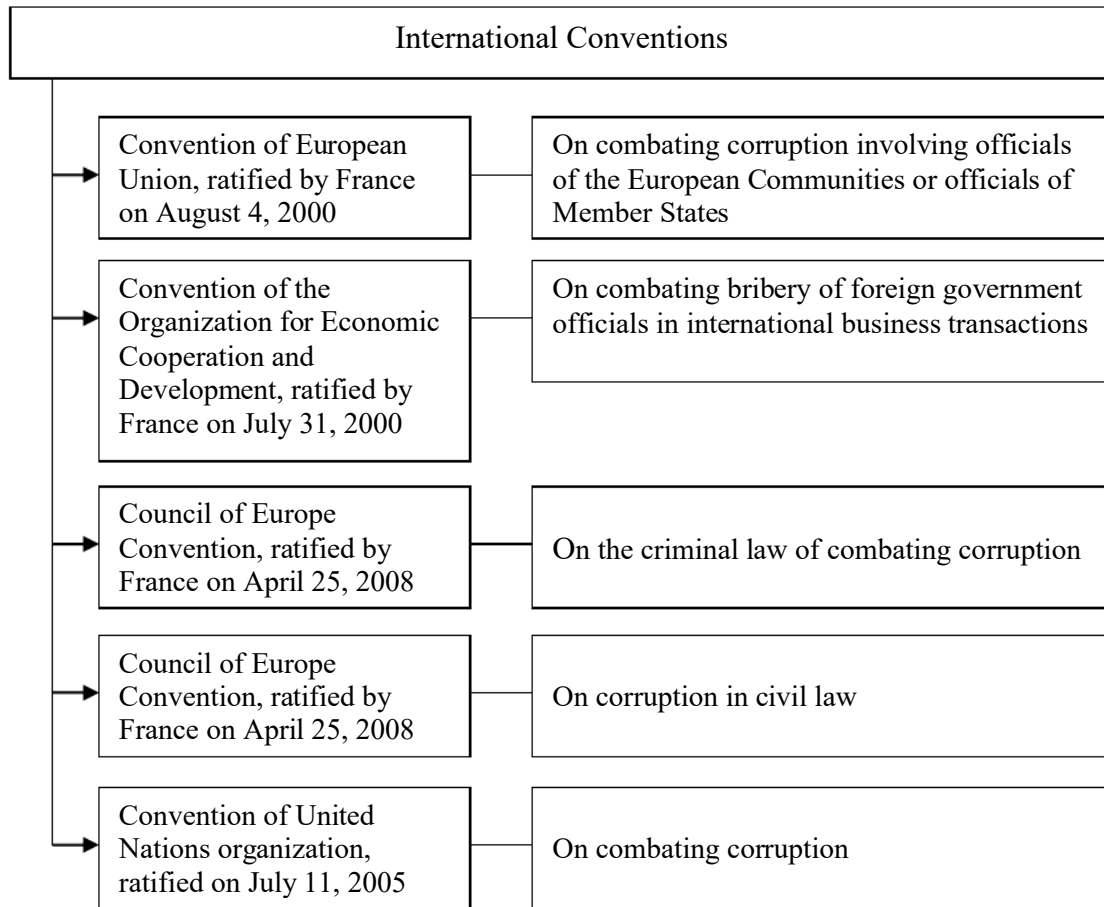 International Conventions
Convention of European
Union, ratified by France
on August 4, 2000
On combating corruption involving officials
of the European Communities or officials of
Member States
Convention of the
Organization for Economic
Cooperation and
Development, ratified by
France on July 31, 2000
On combating bribery of foreign government
officials in international business transactions
Council of Europe
Convention, ratified by
France on April 25, 2008
On the criminal law of combating corruption
Council of Europe
Convention, ratified by
France on April 25, 2008
On corruption in civil law
Convention of United
Nations organization,
ratified on July 11, 2005
On combating corruption